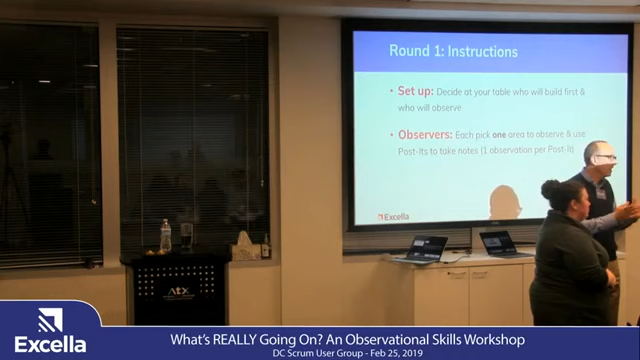 Round 1: Instructions
• Set up: Decide at your table who will build first &
who will observe
• Observers: Each pick one area to observe & use
Post-Its to take notes (1 observation per Post-It)
Excella
Atx
Excella
What's REALLY Going On? An Observational Skills Workshop
DC Scrum User Group - Feb 25, 2019